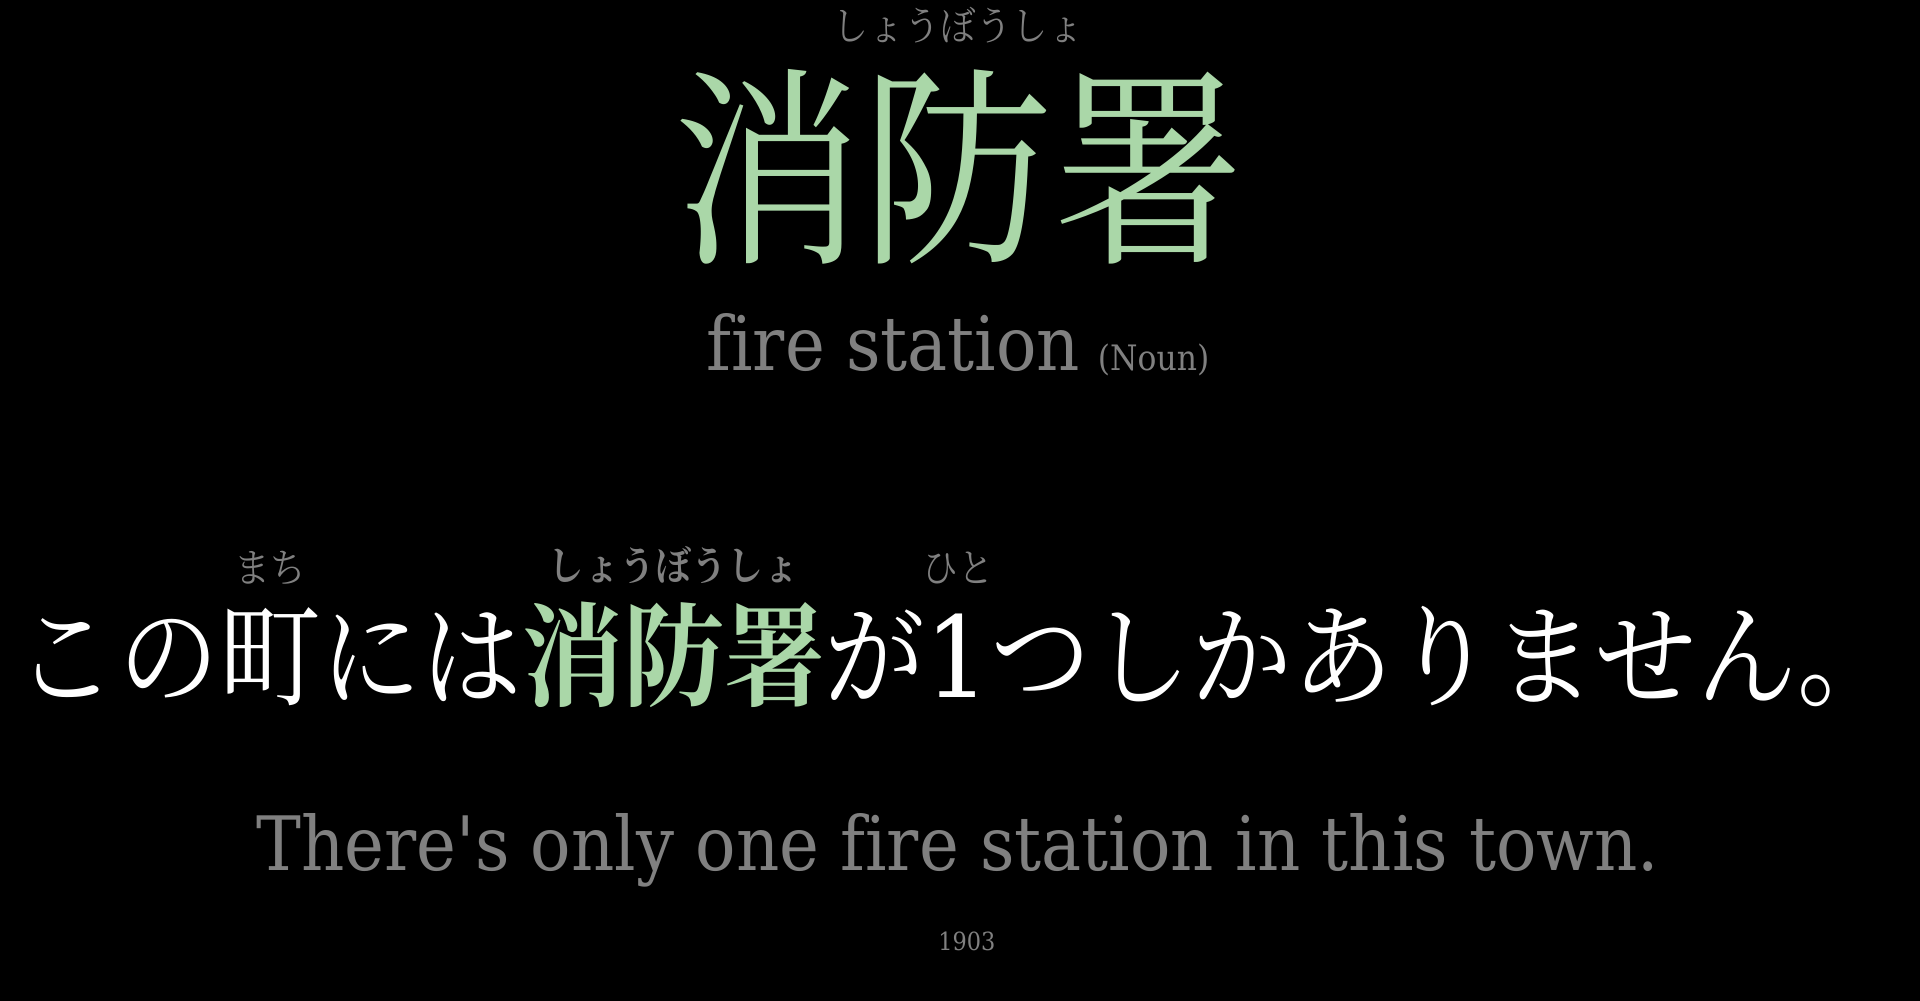 しょうぼうしょ
消防署
fire station (Noun)
まち しょうぼうしょ ひと
この町には消防署が1つしかありません。
There's only one fire station in this town.
1903